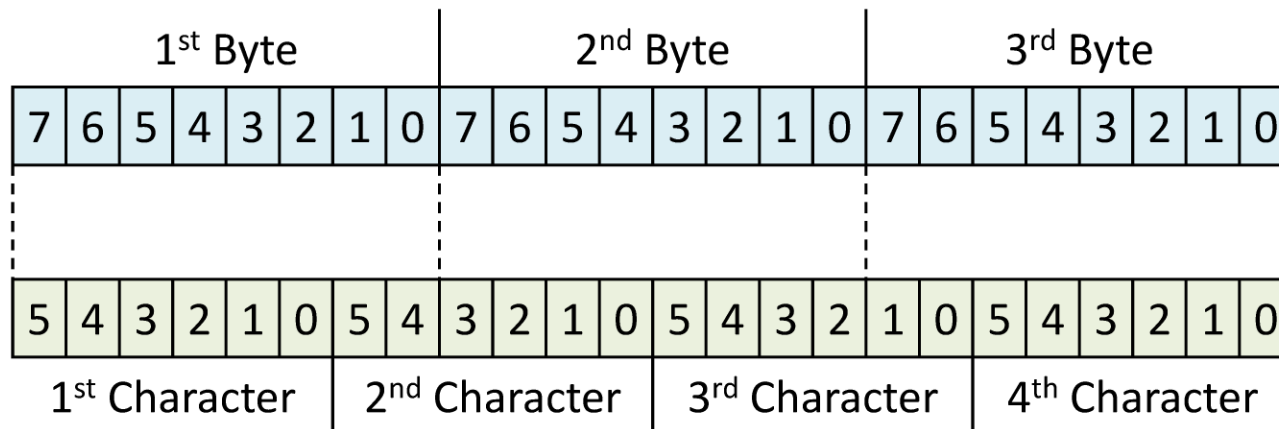 1st Byte 2nd Byte 3rd Byte
7 6 5 4 3 2 1 0 7 6 5 4 3 2 1 0 7 6 5 4 3 2 1 0
5 4 3 2 1 0 5 4 3 2 1 0 5 4 3 2 1 0 5 4 3 2 1 0
1st Character 2nd Character 3rd Character 4th Character